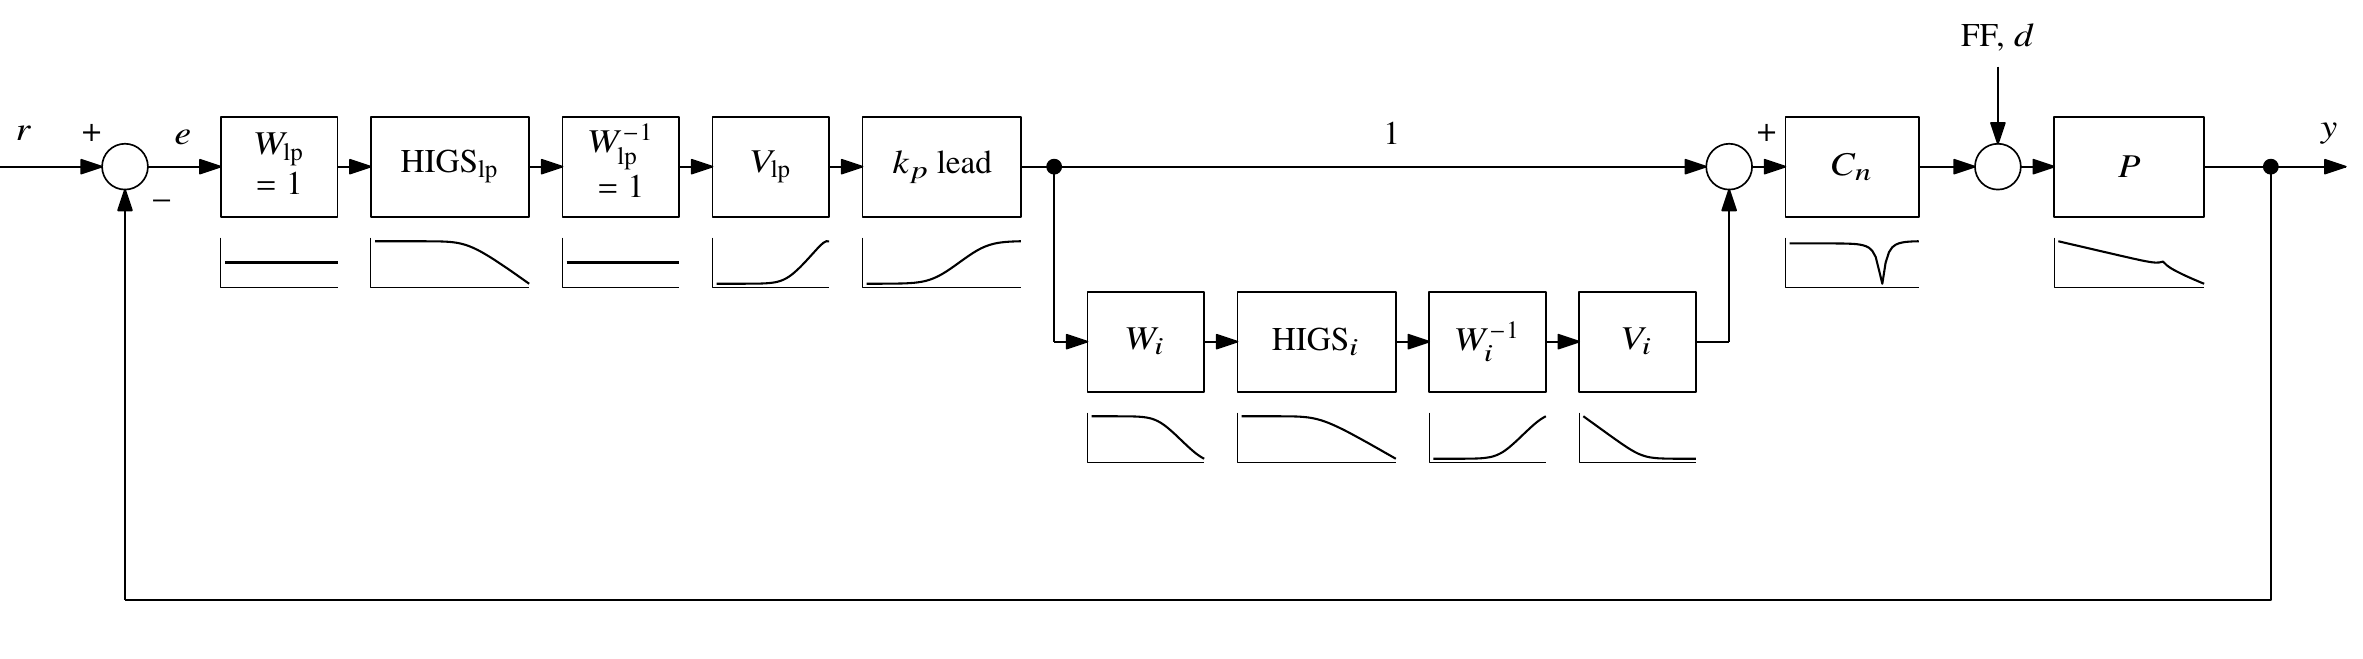 FF, d
r
+
−
e
W_lp
= 1
HIGS_lp
W_lp^−1
= 1
V_lp
k_p lead
1
+
C_n
P
y
W_i
HIGS_i
W_i^−1
V_i